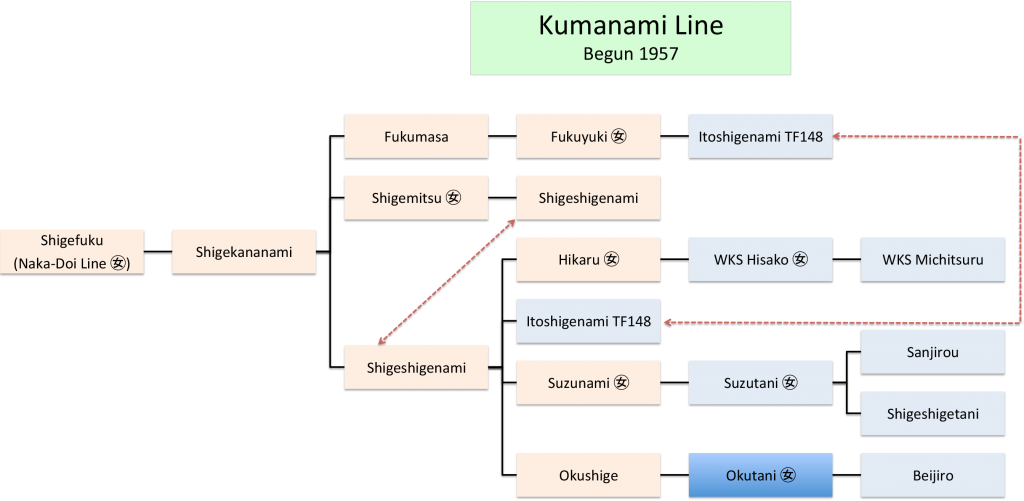 Kumanami Line
Begun 1957
Fukumasa
Fukuyuki ㊛
Itoshigenami TF148
Shigemitsu ㊛
Shigeshigenami
Shigefuku
(Naka-Doi Line ㊛)
Shigekananami
Hikaru ㊛
WKS Hisako ㊛
WKS Michitsuru
Itoshigenami TF148
Shigeshigenami
Suzunami ㊛
Suzutani ㊛
Sanjirou
Shigeshigetani
Okushige
Okutani ㊛
Beijiro